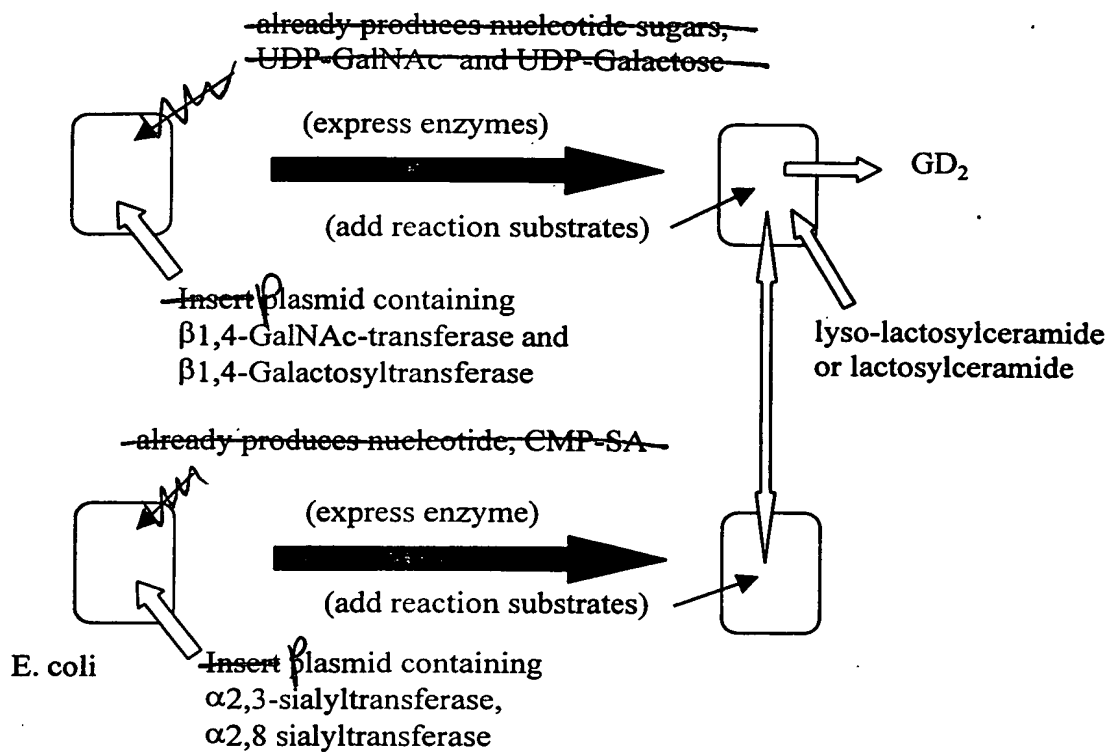 already produces nucleotide sugars,
UDP-GalNAc and UDP-Galactose
(express enzymes)
GD₂
(add reaction substrates)
Insert plasmid containing
β1,4-GalNAc-transferase and
β1,4-Galactosyltransferase
lyso-lactosylceramide
or lactosylceramide
already produces nucleotide, CMP-SA
(express enzyme)
(add reaction substrates)
E. coli
Insert plasmid containing
α2,3-sialyltransferase,
α2,8 sialyltransferase